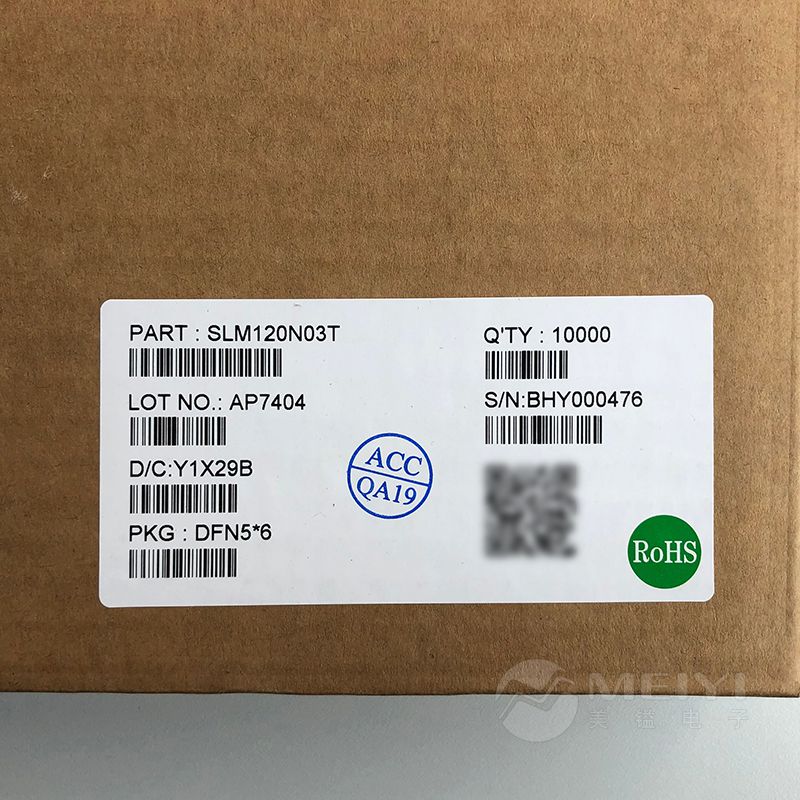 PART : SLM120N03T
Q'TY : 10000
LOT NO.: AP7404
S/N:BHY000476
D/C:Y1X29B
PKG : DFN5*6
ACC
QA19
RoHS
MEIYI
美镒电子